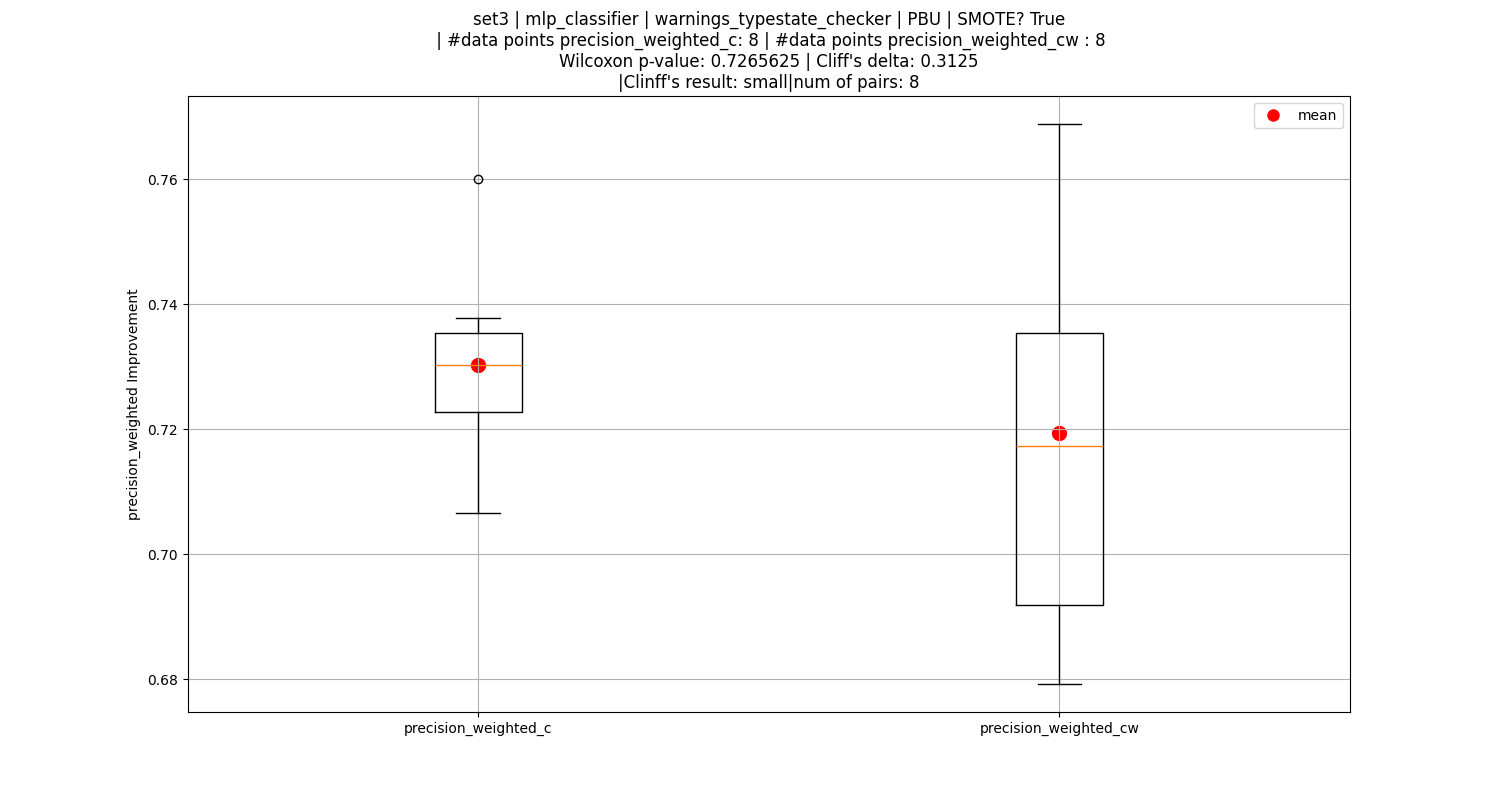 set3 | mlp_classifier | warnings_typestate_checker | PBU | SMOTE? True
| #data points precision_weighted_c: 8 | #data points precision_weighted_cw : 8
Wilcoxon p-value: 0.7265625 | Cliff's delta: 0.3125
|Clinff's result: small|num of pairs: 8
mean
0.76
0.74
0.72
0.70
0.68
precision_weighted Improvement
precision_weighted_c
precision_weighted_cw